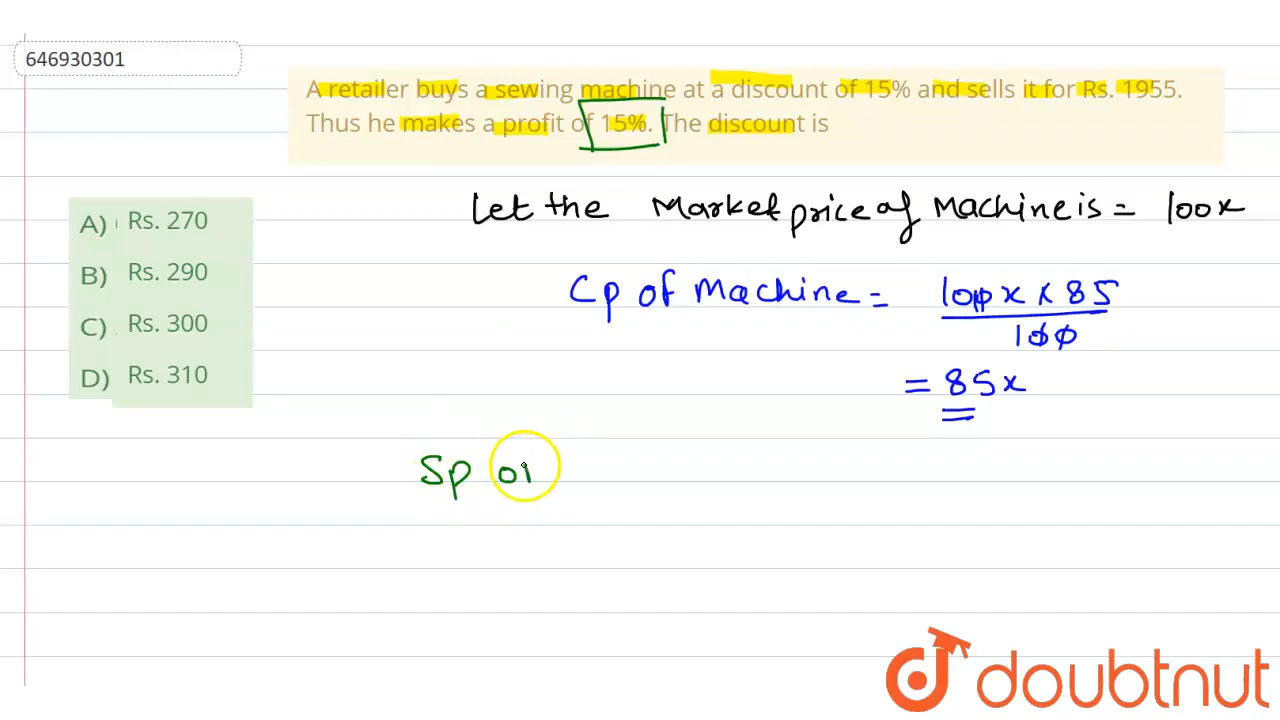 646930301
A retailer buys a sewing machine at a discount of 15% and sells it for Rs. 1955.
Thus he makes a profit of 15%. The discount is
A) Rs. 270
B) Rs. 290
C) Rs. 300
D) Rs. 310
Let the Market price of Machine is = 100x
Cp of Machine = 100x × 85
100
= 85x
Sp
doubtnut